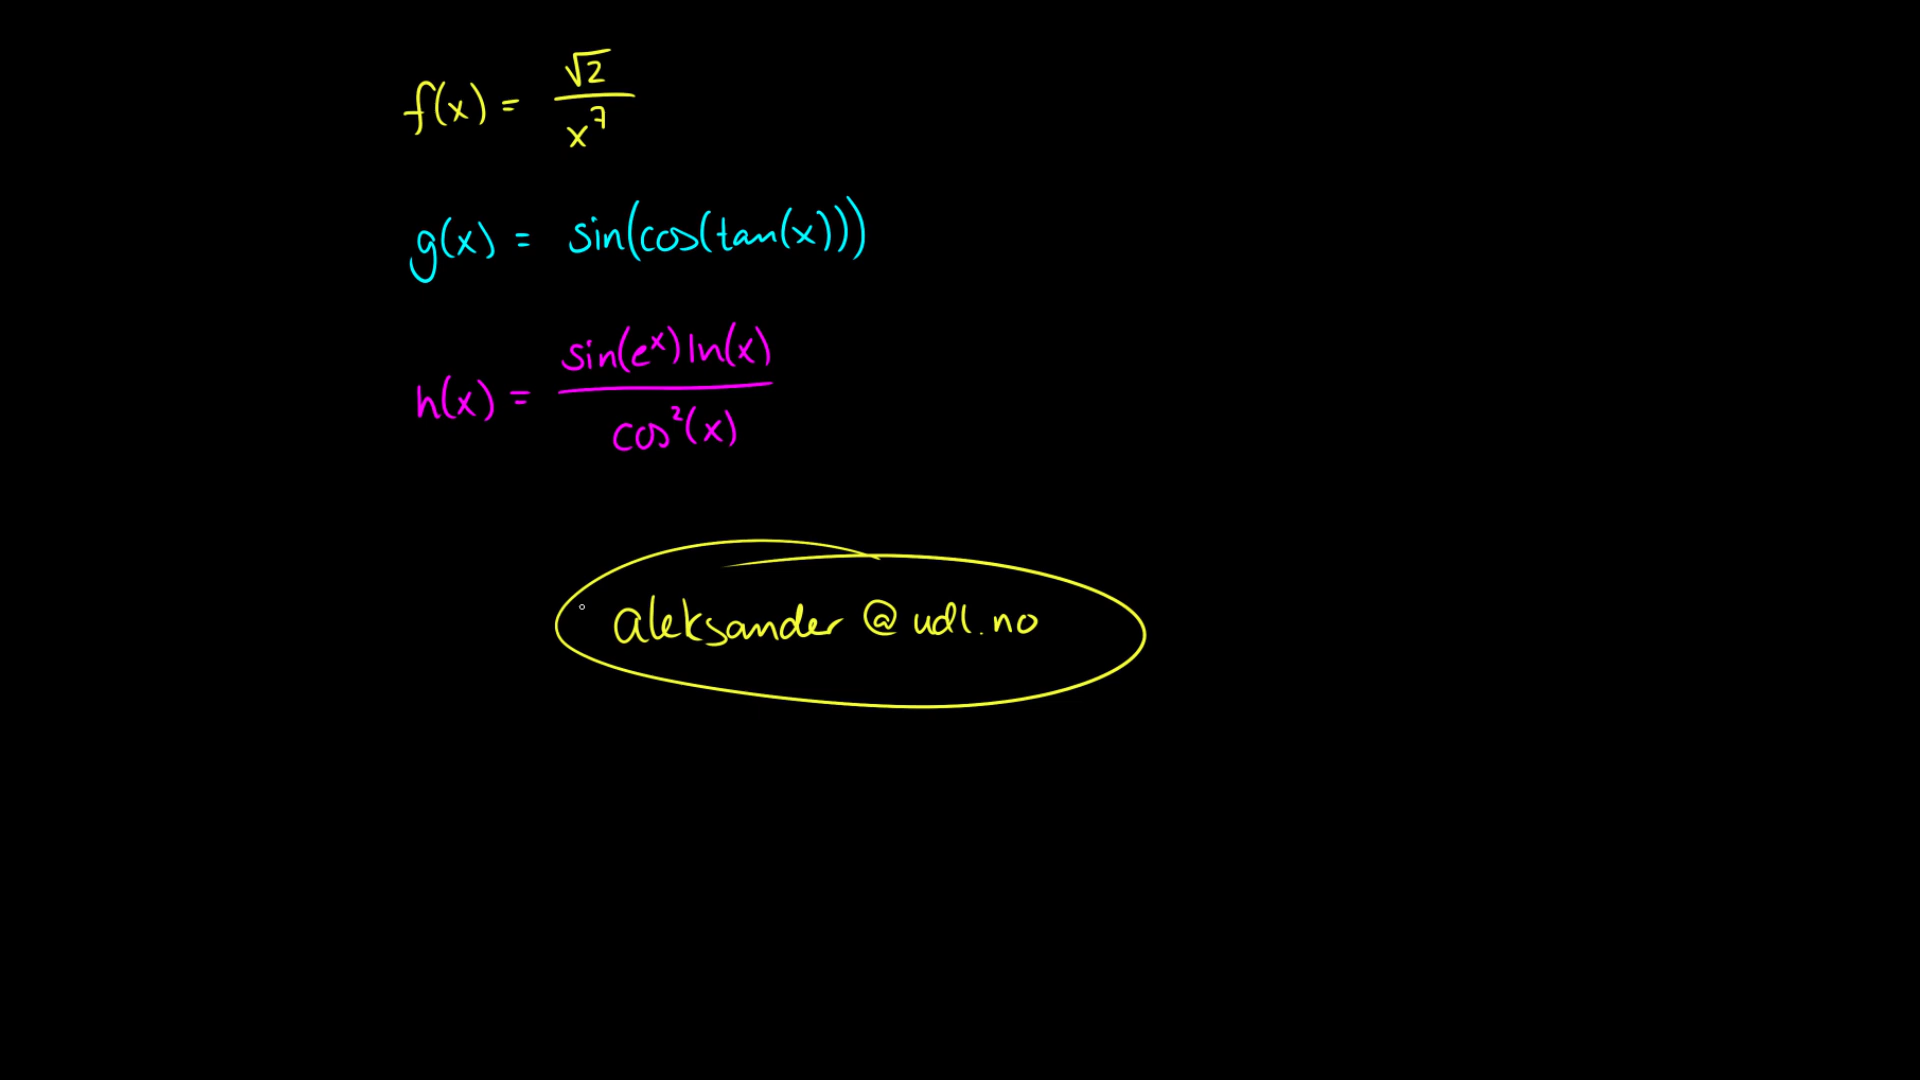 f(x) = √2 / x⁷
g(x) = sin(cos(tan(x)))
h(x) = sin(eˣ) ln(x) / cos²(x)
aleksander @ udl.no